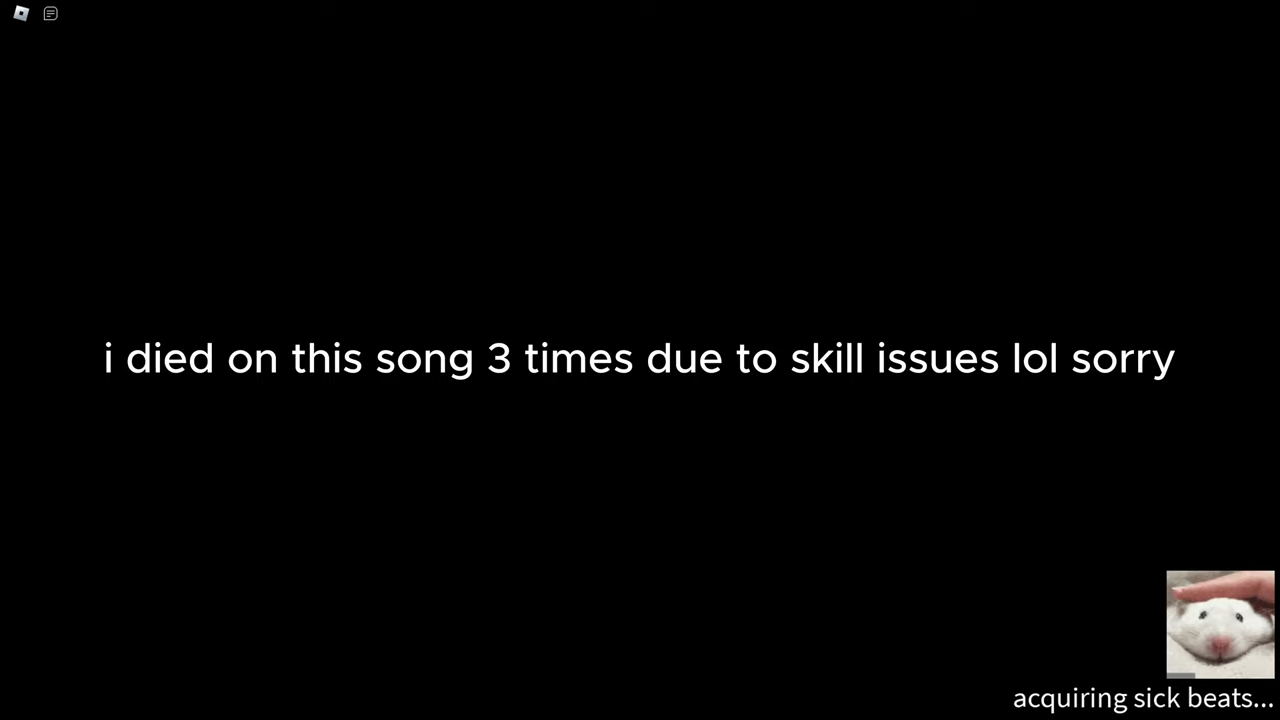 i died on this song 3 times due to skill issues lol sorry
acquiring sick beats...